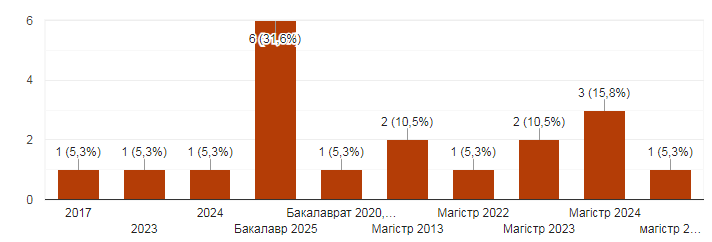 6
4
2
0
1 (5,3%)
1 (5,3%)
1 (5,3%)
6 (31,6%)
1 (5,3%)
2 (10,5%)
1 (5,3%)
2 (10,5%)
3 (15,8%)
1 (5,3%)
2017
2023
2024
Бакалавр 2025
Бакалаврат 2020,…
Магістр 2013
Магістр 2022
Магістр 2023
Магістр 2024
магістр 2…